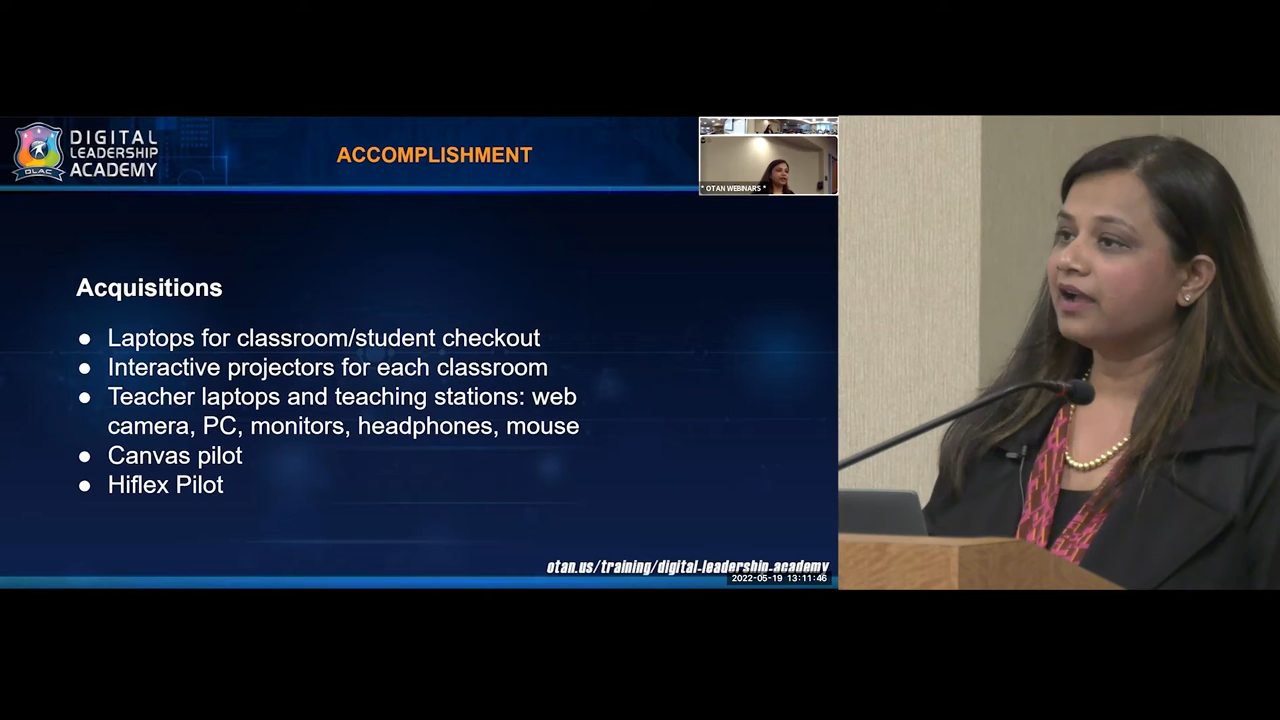 DIGITAL
LEADERSHIP
ACADEMY
DLAC
ACCOMPLISHMENT
* OTAN WEBINARS *
Acquisitions
● Laptops for classroom/student checkout
● Interactive projectors for each classroom
● Teacher laptops and teaching stations: web
camera, PC, monitors, headphones, mouse
● Canvas pilot
● Hiflex Pilot
otan.us/training/digital-leadership-academy
2022-05-19 13:11:46